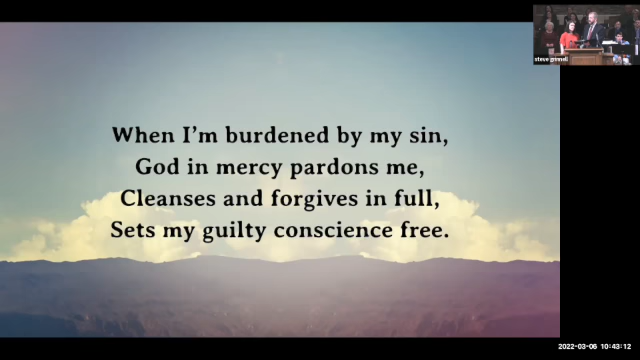 When I'm burdened by my sin,
God in mercy pardons me,
Cleanses and forgives in full,
Sets my guilty conscience free.
steve grinnell
2022-03-06 10:43:12